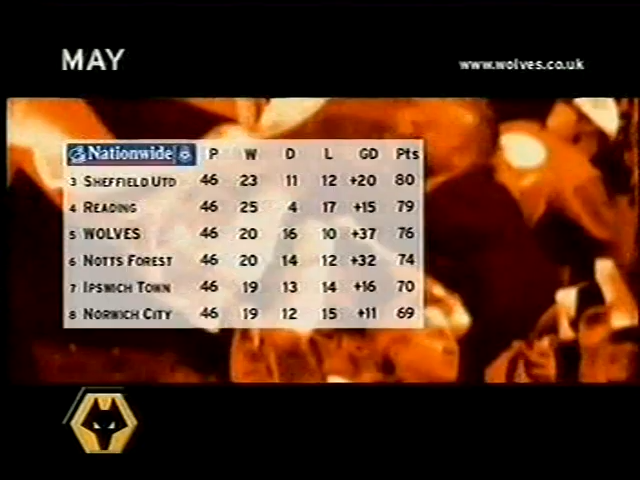 MAY
www.wolves.co.uk
Nationwide P W D L GD Pts
3 SHEFFIELD UTD 46 23 11 12 +20 80
4 READING 46 25 4 17 +15 79
5 WOLVES 46 20 16 10 +37 76
6 NOTTS FOREST 46 20 14 12 +32 74
7 IPSWICH TOWN 46 19 13 14 +16 70
8 NORWICH CITY 46 19 12 15 +11 69